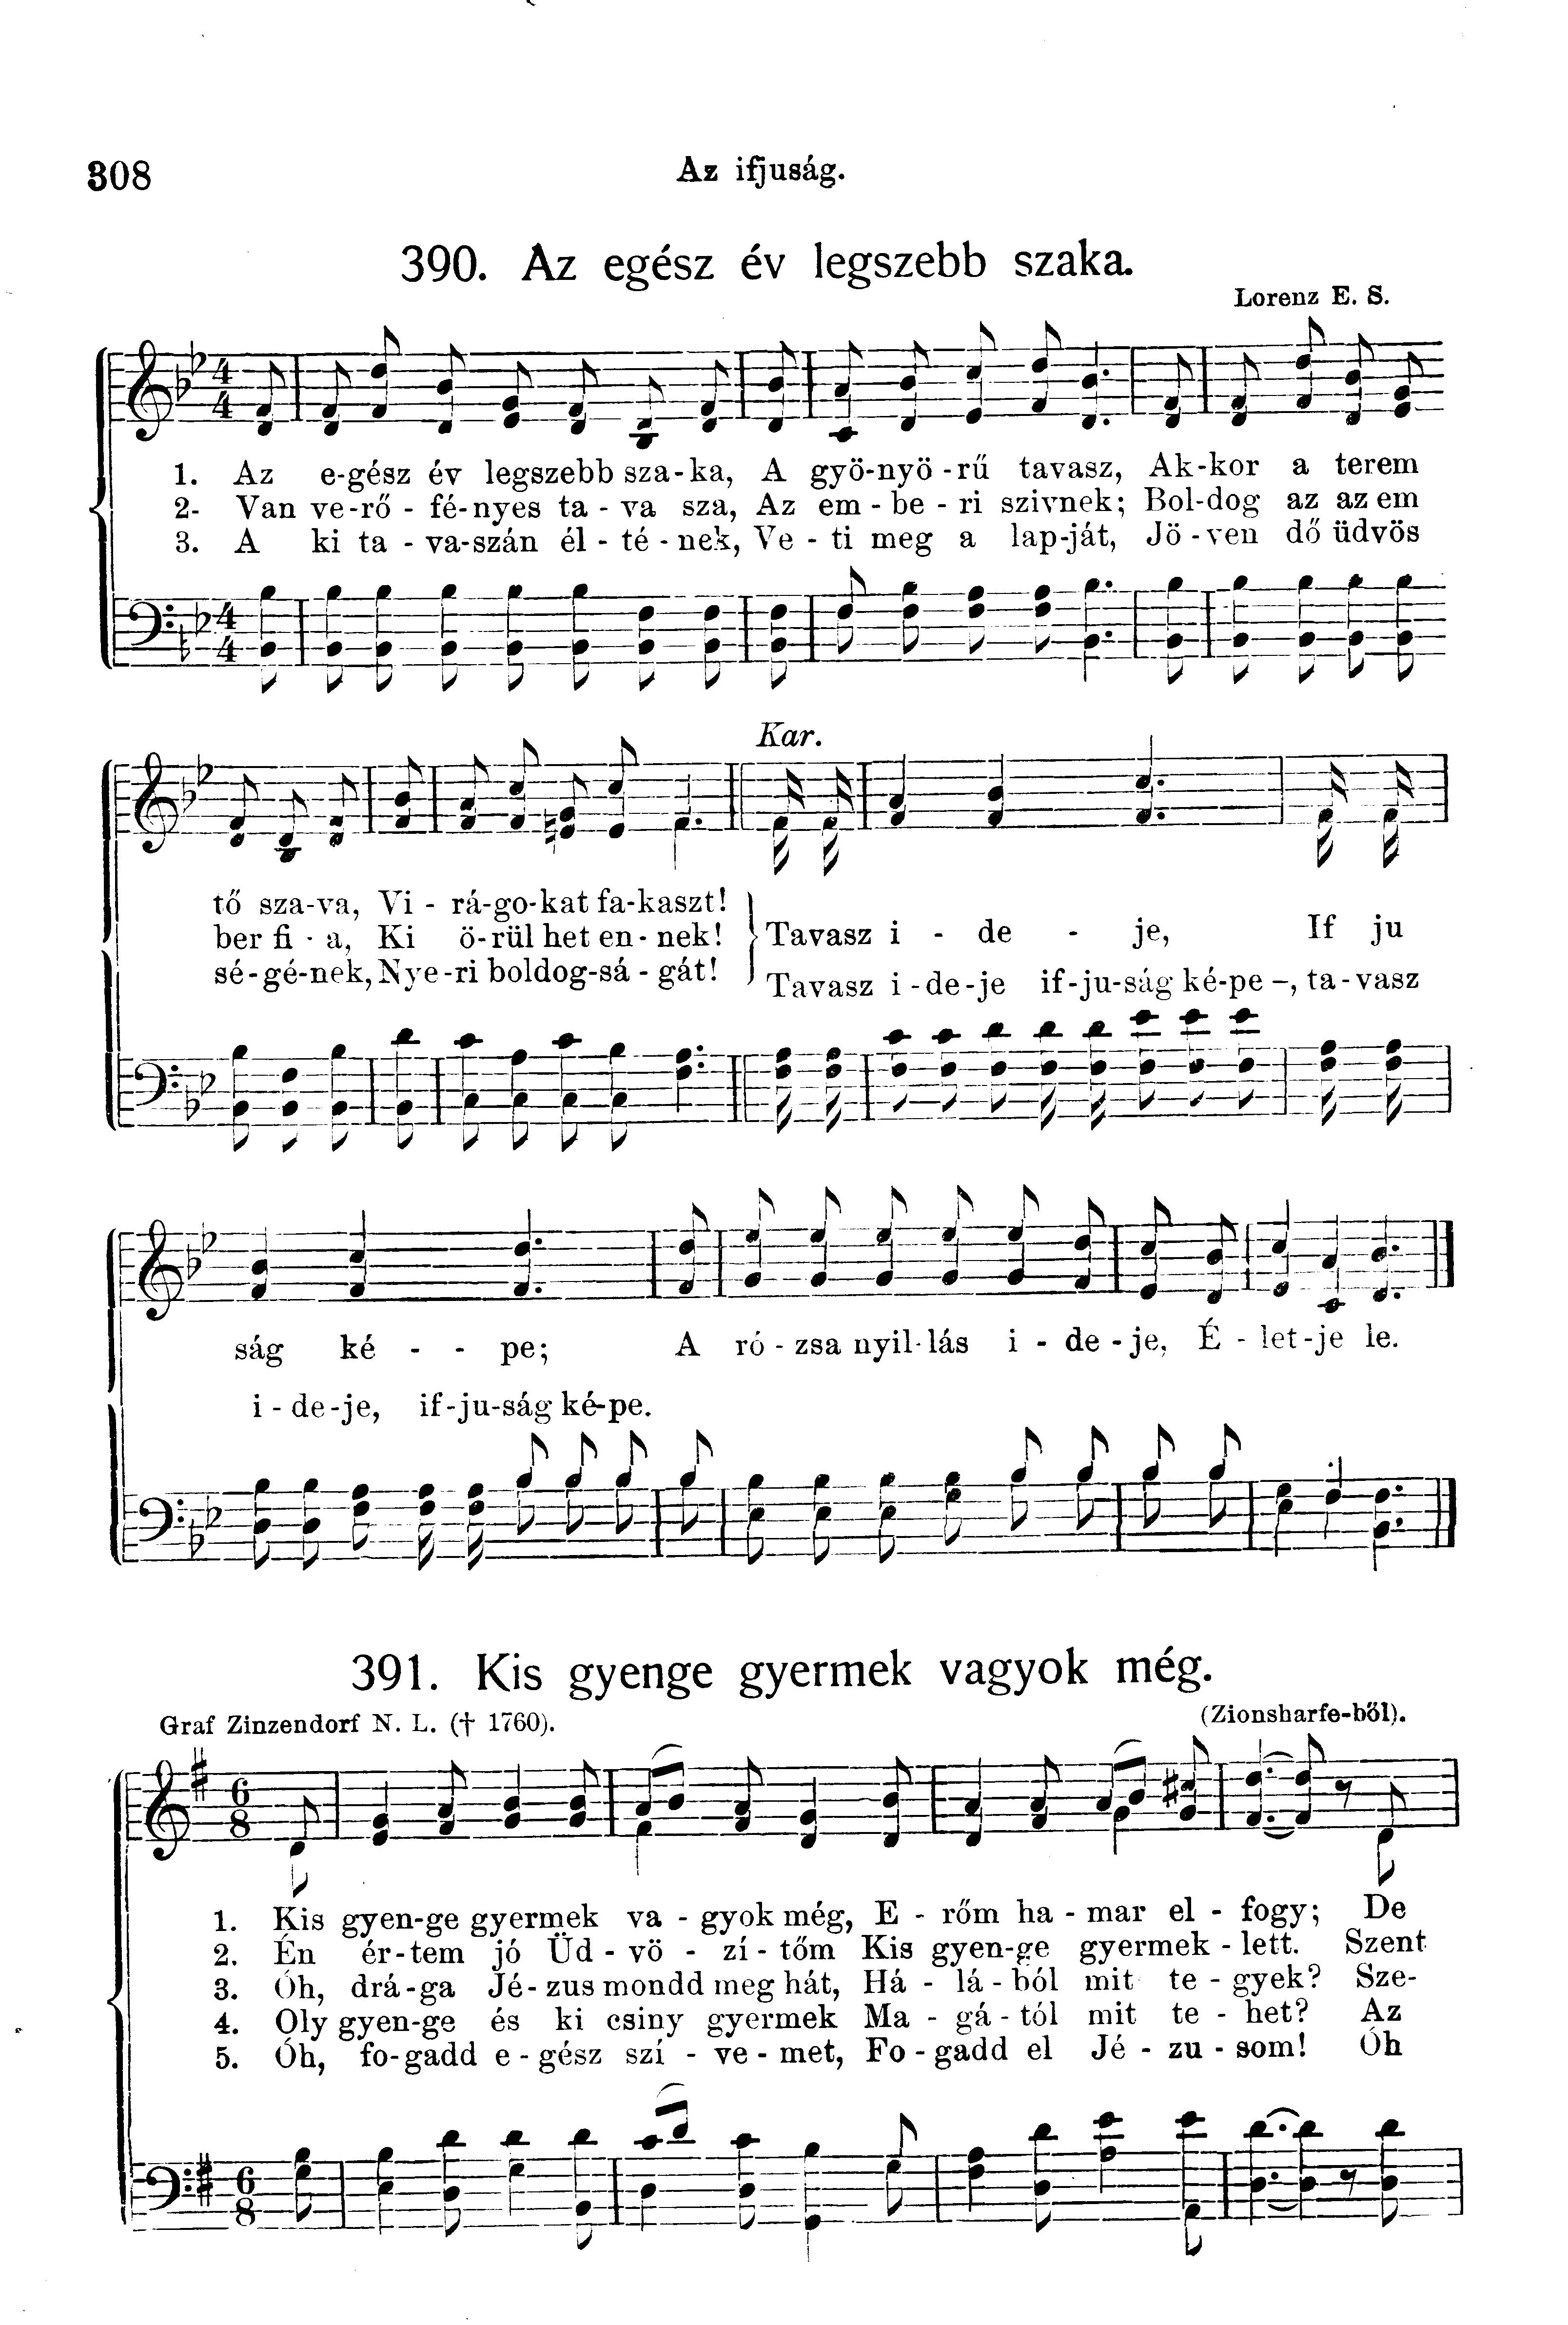 308
Az ifjuság.
390. Az egész év legszebb szaka.
Lorenz E. S.
1. Az e-gész év legszebb sza-ka, A gyö-nyö-rű tavasz, Ak-kor a terem
2- Van ve-rő-fé-nyes ta-va sza, Az em-be-ri szivnek; Bol-dog az az em
3. A ki ta-va-szán él-té-nek, Ve-ti meg a lap-ját, Jö-ven dő üdvös
Kar.
tő sza-va, Vi-rá-go-kat fa-kaszt!
ber fi-a, Ki ö-rül het en-nek! Tavasz i - de - je, If ju
sé-gé-nek, Nye-ri boldog-sá-gát! Tavasz i-de-je if-ju-ság ké-pe-, ta-vasz
ság ké - - pe; A ró-zsa nyil-lás i-de-je, É-let-je le.
i-de-je, if-ju-ság ké-pe.
391. Kis gyenge gyermek vagyok még.
Graf Zinzendorf N. L. († 1760).
(Zionsharfe-ből).
1. Kis gyen-ge gyermek va-gyok még, E-rőm ha-mar el-fogy; De
2. Én ér-tem jó Üd-vö-zí-tőm Kis gyen-ge gyermek-lett. Szent
3. Óh, drá-ga Jé-zus mondd meg hát, Há-lá-ból mit te-gyek? Sze-
4. Oly gyen-ge és ki csiny gyermek Ma-gá-tól mit te-het? Az
5. Óh, fo-gadd e-gész szí-ve-met, Fo-gadd el Jé-zu-som! Óh